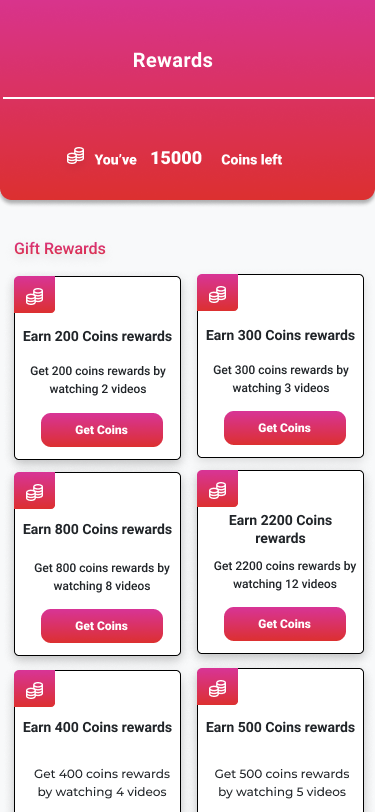 Rewards
You've 15000 Coins left
Gift Rewards
Earn 200 Coins rewards
Get 200 coins rewards by
watching 2 videos
Get Coins
Earn 300 Coins rewards
Get 300 coins rewards by
watching 3 videos
Get Coins
Earn 800 Coins rewards
Get 800 coins rewards by
watching 8 videos
Get Coins
Earn 2200 Coins
rewards
Get 2200 coins rewards by
watching 12 videos
Get Coins
Earn 400 Coins rewards
Get 400 coins rewards
by watching 4 videos
Earn 500 Coins rewards
Get 500 coins rewards
by watching 5 videos